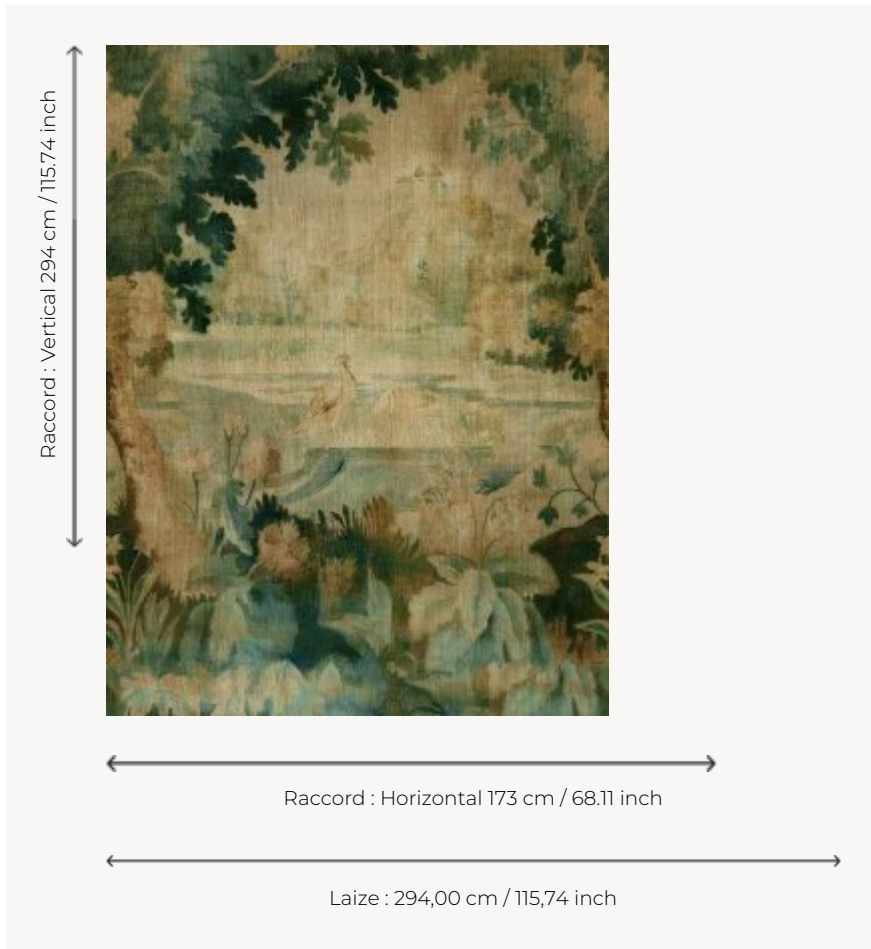 Raccord : Vertical 294 cm / 115.74 inch
Raccord : Horizontal 173 cm / 68.11 inch
Laize : 294,00 cm / 115,74 inch